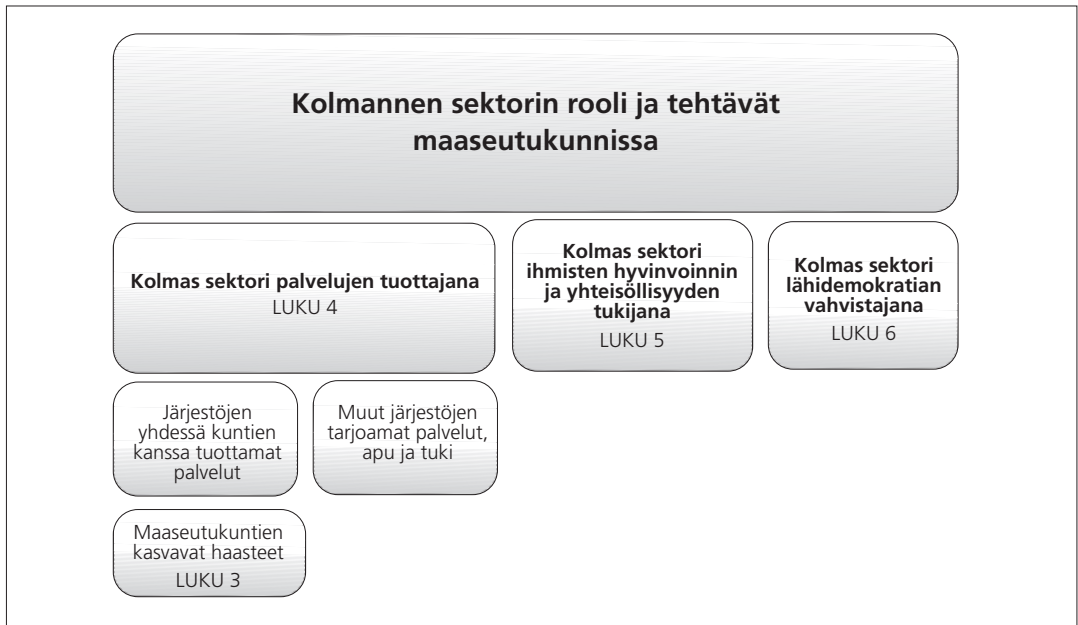 Kolmannen sektorin rooli ja tehtävät
maaseutukunnissa
Kolmas sektori palvelujen tuottajana
LUKU 4
Kolmas sektori
ihmisten hyvinvoinnin
ja yhteisöllisyyden
tukijana
LUKU 5
Kolmas sektori
lähidemokratian
vahvistajana
LUKU 6
Järjestöjen
yhdessä kuntien
kanssa tuottamat
palvelut
Muut järjestöjen
tarjoamat palvelut,
apu ja tuki
Maaseutukuntien
kasvavat haasteet
LUKU 3